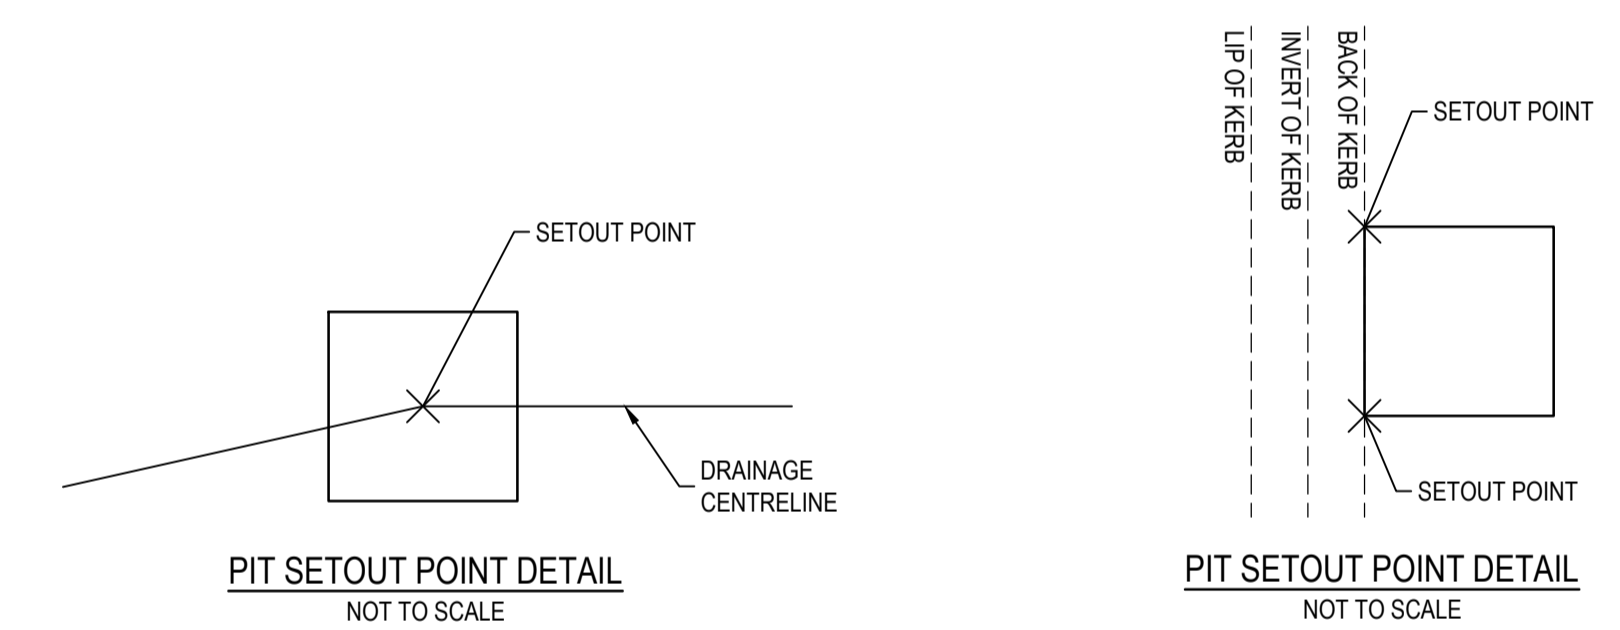 SETOUT POINT
DRAINAGE
CENTRELINE
PIT SETOUT POINT DETAIL
NOT TO SCALE
LIP OF KERB
INVERT OF KERB
BACK OF KERB
SETOUT POINT
SETOUT POINT
PIT SETOUT POINT DETAIL
NOT TO SCALE